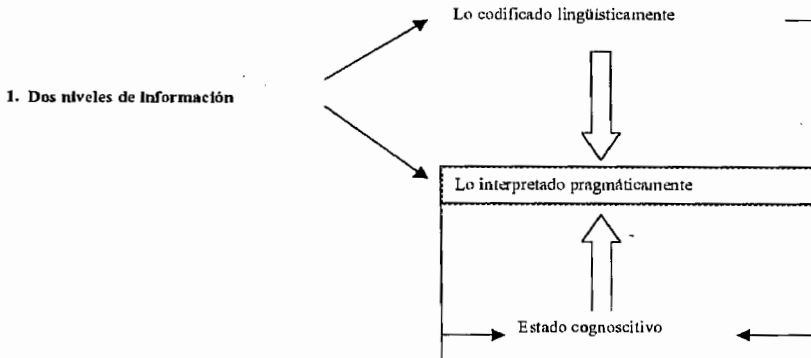 Lo codificado lingüísticamente
1. Dos niveles de información
Lo interpretado pragmáticamente
Estado cognoscitivo